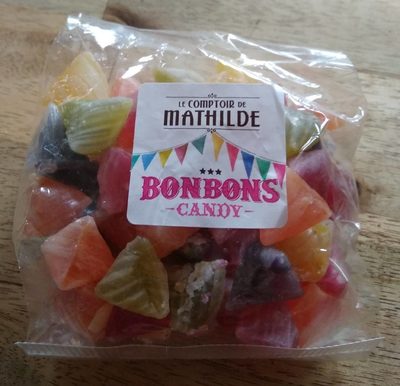 LE COMPTOIR DE
MATHILDE
BONBONS
CANDY